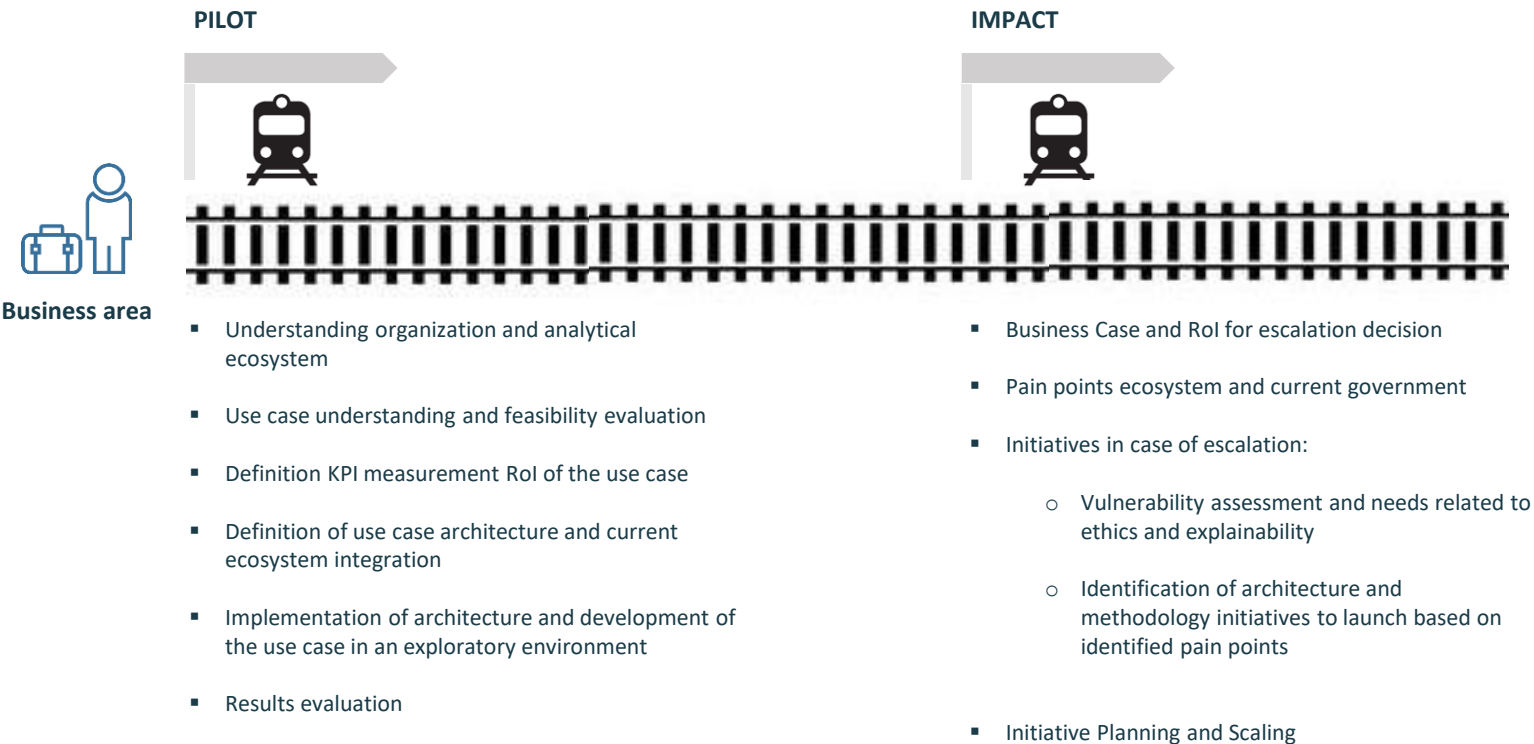 PILOT
IMPACT
Business area
▪ Understanding organization and analytical
ecosystem
▪ Use case understanding and feasibility evaluation
▪ Definition KPI measurement RoI of the use case
▪ Definition of use case architecture and current
ecosystem integration
▪ Implementation of architecture and development of
the use case in an exploratory environment
▪ Results evaluation
▪ Business Case and RoI for escalation decision
▪ Pain points ecosystem and current government
▪ Initiatives in case of escalation:
o Vulnerability assessment and needs related to
ethics and explainability
o Identification of architecture and
methodology initiatives to launch based on
identified pain points
▪ Initiative Planning and Scaling